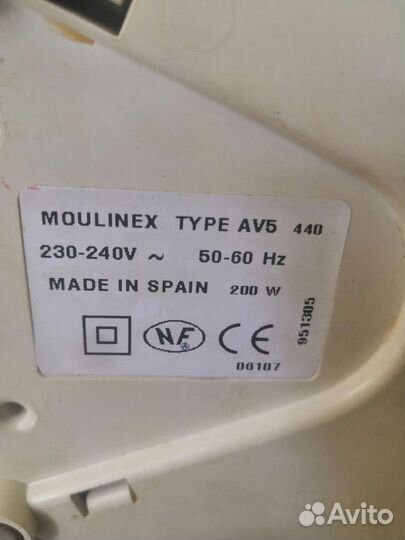 MOULINEX TYPE AV5 440
230-240V ~ 50-60 Hz
MADE IN SPAIN 200 W
NF
A
CE
06107
951305
Avito